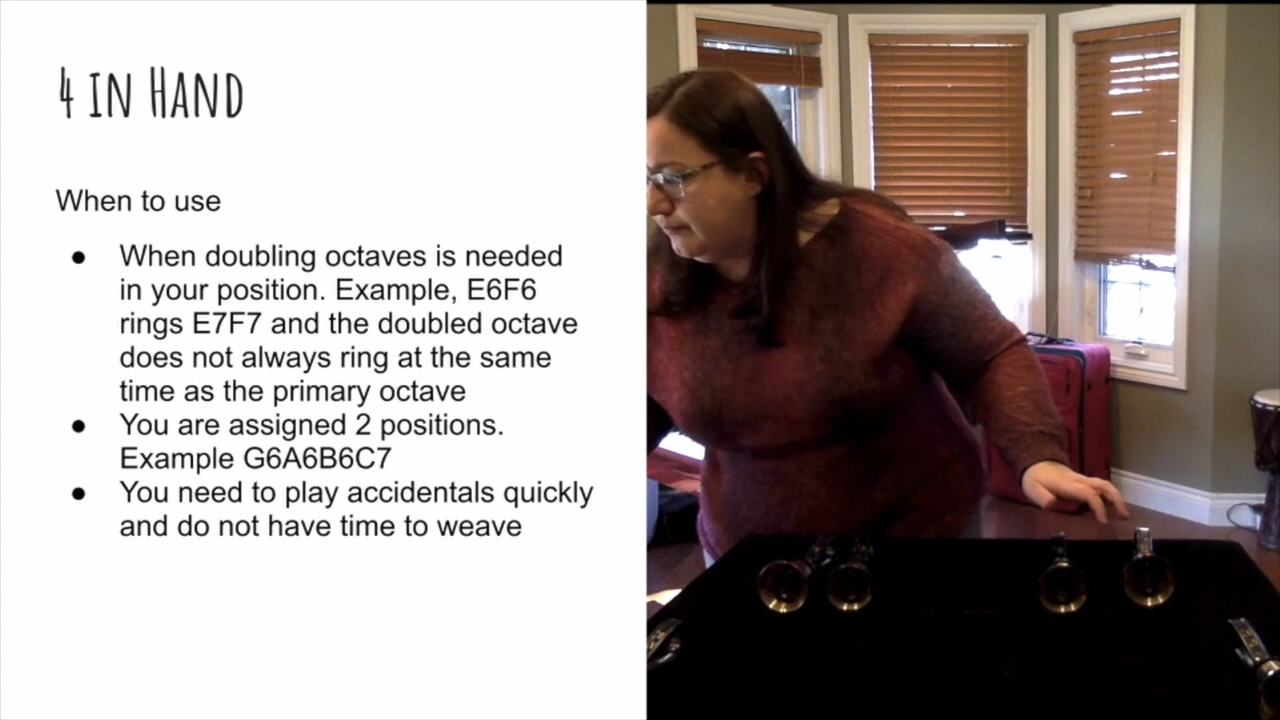 4 IN HAND
When to use
● When doubling octaves is needed
in your position. Example, E6F6
rings E7F7 and the doubled octave
does not always ring at the same
time as the primary octave
● You are assigned 2 positions.
Example G6A6B6C7
● You need to play accidentals quickly
and do not have time to weave